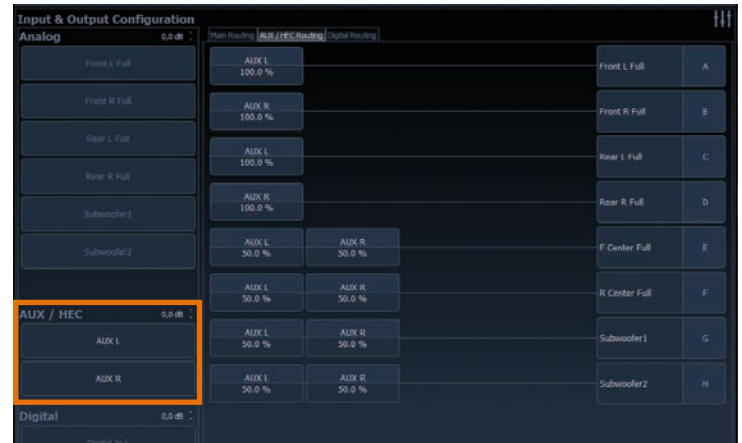 Input & Output Configuration
Analog 0,0 dB
Main Routing AUX / HEC Routing Digital Routing
Front L Full
Front R Full
Rear L Full
Rear R Full
Subwoofer1
Subwoofer2
AUX / HEC 0,0 dB
AUX L
AUX R
Digital 0,0 dB
Digital In L
AUX L
100.0 %
Front L Full A
AUX R
100.0 %
Front R Full B
AUX L
100.0 %
Rear L Full C
AUX R
100.0 %
Rear R Full D
AUX L AUX R
50.0 % 50.0 %
F Center Full E
AUX L AUX R
50.0 % 50.0 %
R Center Full F
AUX L AUX R
50.0 % 50.0 %
Subwoofer1 G
AUX L AUX R
50.0 % 50.0 %
Subwoofer2 H